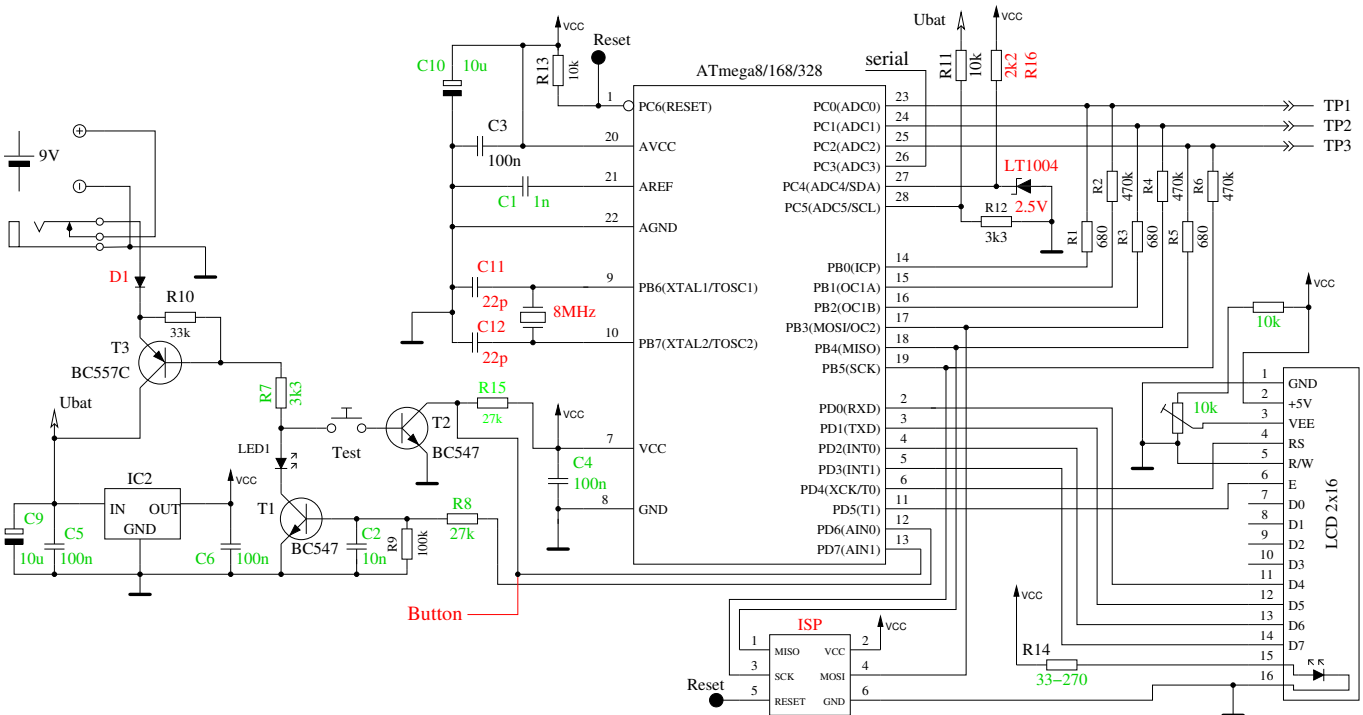 VCC
Reset
C10 10u
R13
10k
ATmega8/168/328
serial
Ubat
R11
10k
VCC
2k2
R16
1
PC6(RESET)
PC0(ADC0)
23
TP1
C3
100n
20
AVCC
PC1(ADC1)
24
TP2
PC2(ADC2)
25
TP3
PC3(ADC3)
26
9V
C1 1n
21
AREF
PC4(ADC4/SDA)
27
LT1004
2.5V
PC5(ADC5/SCL)
28
R12
3k3
R2
470k
R4
470k
R6
470k
R1
680
R3
680
R5
680
22
AGND
D1
C11
22p
9
PB6(XTAL1/TOSC1)
8MHz
C12
22p
10
PB7(XTAL2/TOSC2)
PB0(ICP)
14
PB1(OC1A)
15
PB2(OC1B)
16
PB3(MOSI/OC2)
17
PB4(MISO)
18
PB5(SCK)
19
VCC
10k
10k
R10
33k
T3
BC557C
R7
3k3
R15
27k
VCC
T2
BC547
Test
Ubat
LED1
7
VCC
C4
100n
8
GND
PD0(RXD)
2
PD1(TXD)
3
PD2(INT0)
4
PD3(INT1)
5
PD4(XCK/T0)
6
PD5(T1)
11
PD6(AIN0)
12
PD7(AIN1)
13
IC2
IN OUT
GND
VCC
C9
10u
C5
100n
C6 100n
T1
BC547
C2
10n
R9
100k
R8
27k
Button
1 GND
2 +5V
3 VEE
4 RS
5 R/W
6 E
7 D0
8 D1
9 D2
10 D3
11 D4
12 D5
13 D6
14 D7
15
16
LCD 2x16
VCC
R14
33−270
ISP
1 MISO VCC 2
VCC
3 SCK MOSI 4
Reset 5 RESET GND 6